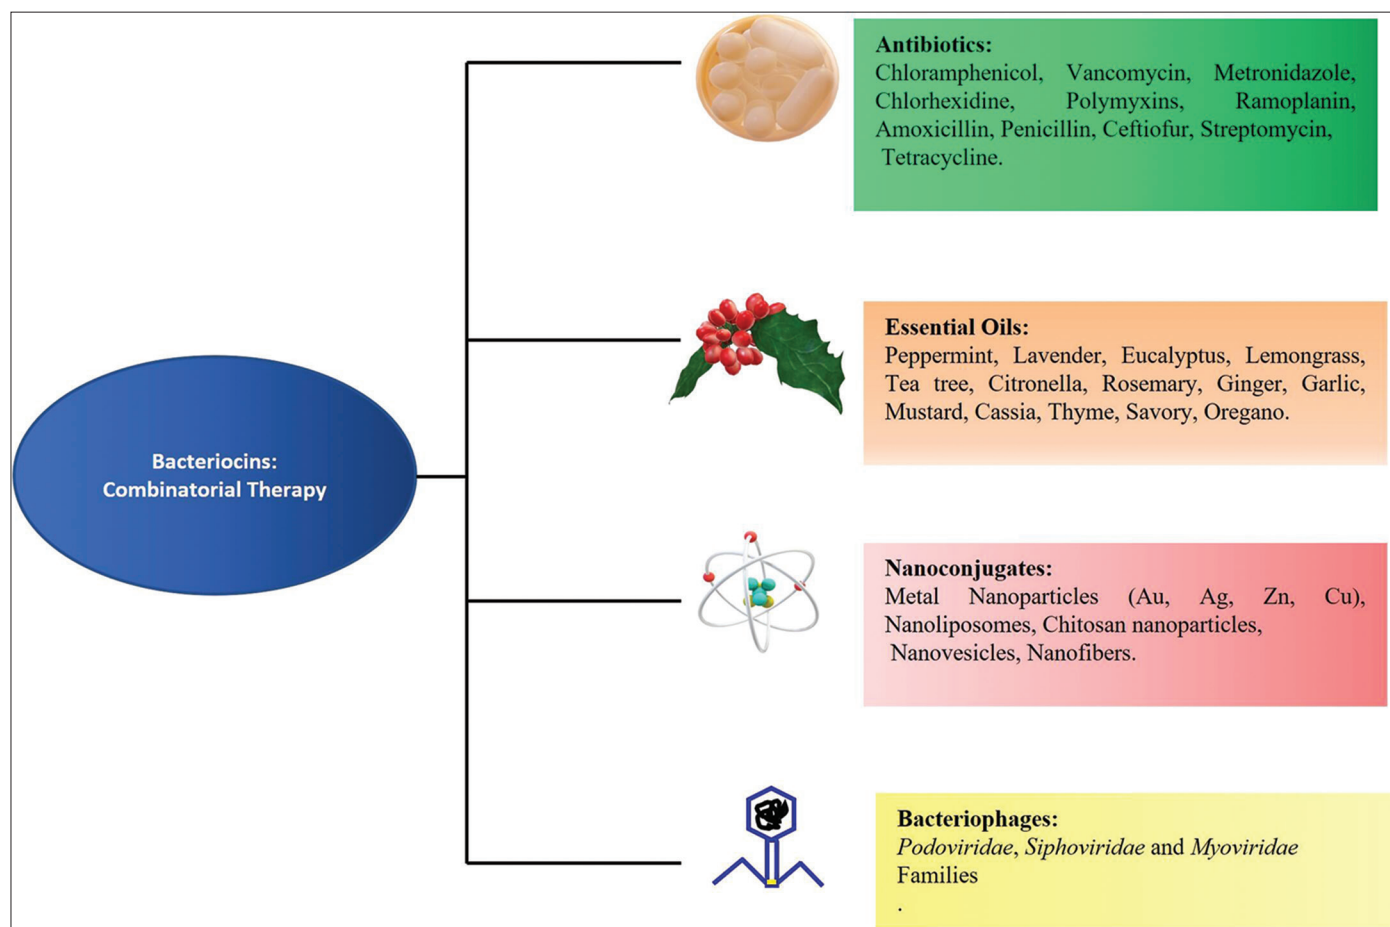 Bacteriocins:
Combinatorial Therapy
Antibiotics:
Chloramphenicol, Vancomycin, Metronidazole,
Chlorhexidine, Polymyxins, Ramoplanin,
Amoxicillin, Penicillin, Ceftiofur, Streptomycin,
Tetracycline.
Essential Oils:
Peppermint, Lavender, Eucalyptus, Lemongrass,
Tea tree, Citronella, Rosemary, Ginger, Garlic,
Mustard, Cassia, Thyme, Savory, Oregano.
Nanoconjugates:
Metal Nanoparticles (Au, Ag, Zn, Cu),
Nanoliposomes, Chitosan nanoparticles,
Nanovesicles, Nanofibers.
Bacteriophages:
Podoviridae, Siphoviridae and Myoviridae
Families
.